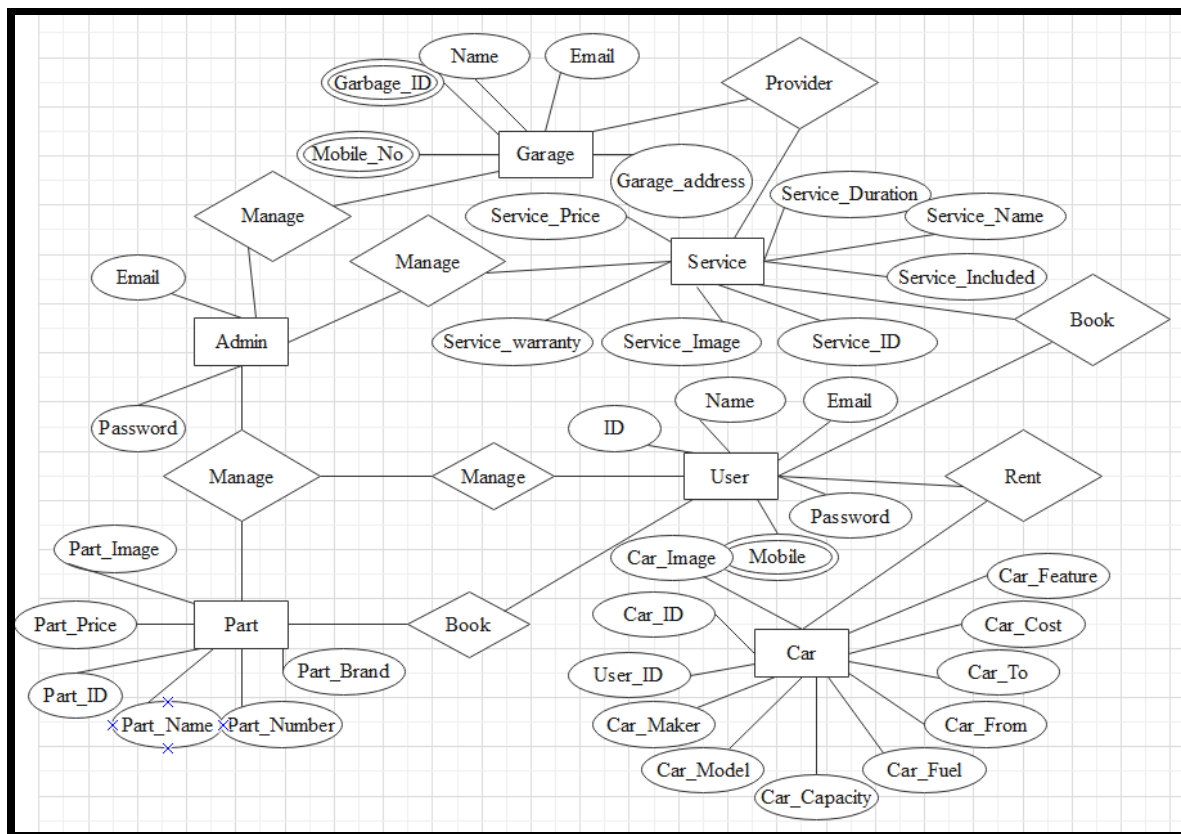 Name
Email
Garbage_ID
Provider
Mobile_No
Garage
Garage_address
Service_Duration
Manage
Service_Price
Service_Name
Manage
Service
Email
Service_Included
Book
Admin
Service_warranty
Service_Image
Service_ID
Name
Email
Password
ID
Manage
Manage
User
Rent
Password
Part_Image
Car_Image
Mobile
Car_Feature
Car_ID
Part_Price
Part
Book
Car_Cost
Car
Part_Brand
User_ID
Car_To
Part_ID
Part_Name
Part_Number
Car_Maker
Car_From
Car_Model
Car_Fuel
Car_Capacity